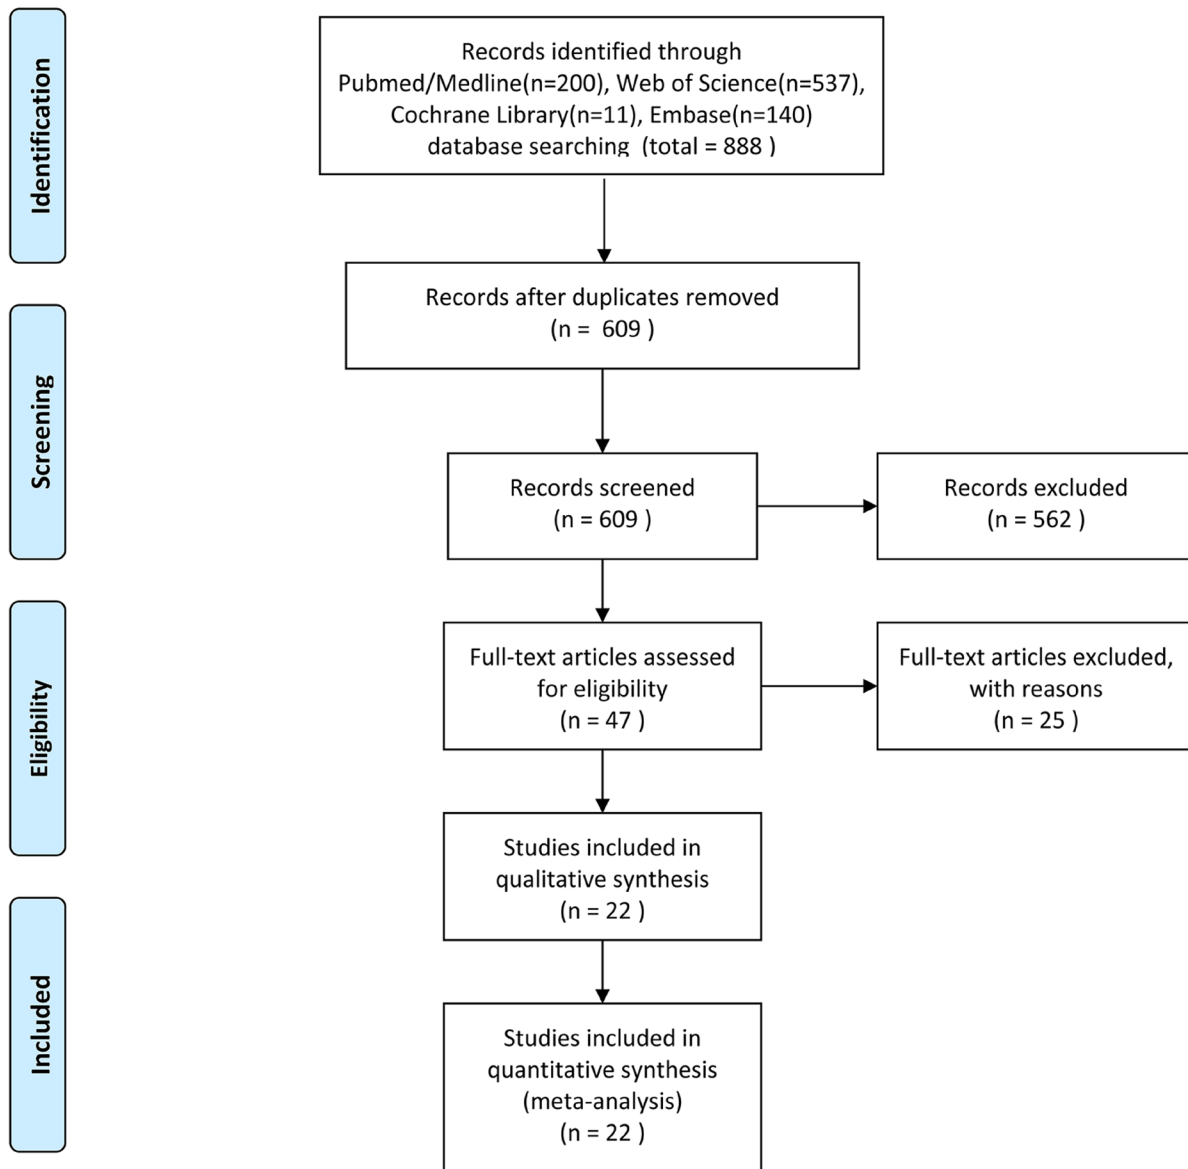 Identification
Records identified through
Pubmed/Medline(n=200), Web of Science(n=537),
Cochrane Library(n=11), Embase(n=140)
database searching  (total = 888 )
Records after duplicates removed
(n =  609 )
Screening
Records screened
(n = 609 )
Records excluded
(n = 562 )
Eligibility
Full-text articles assessed
for eligibility
(n = 47 )
Full-text articles excluded,
with reasons
(n = 25 )
Studies included in
qualitative synthesis
(n = 22 )
Included
Studies included in
quantitative synthesis
(meta-analysis)
(n = 22 )